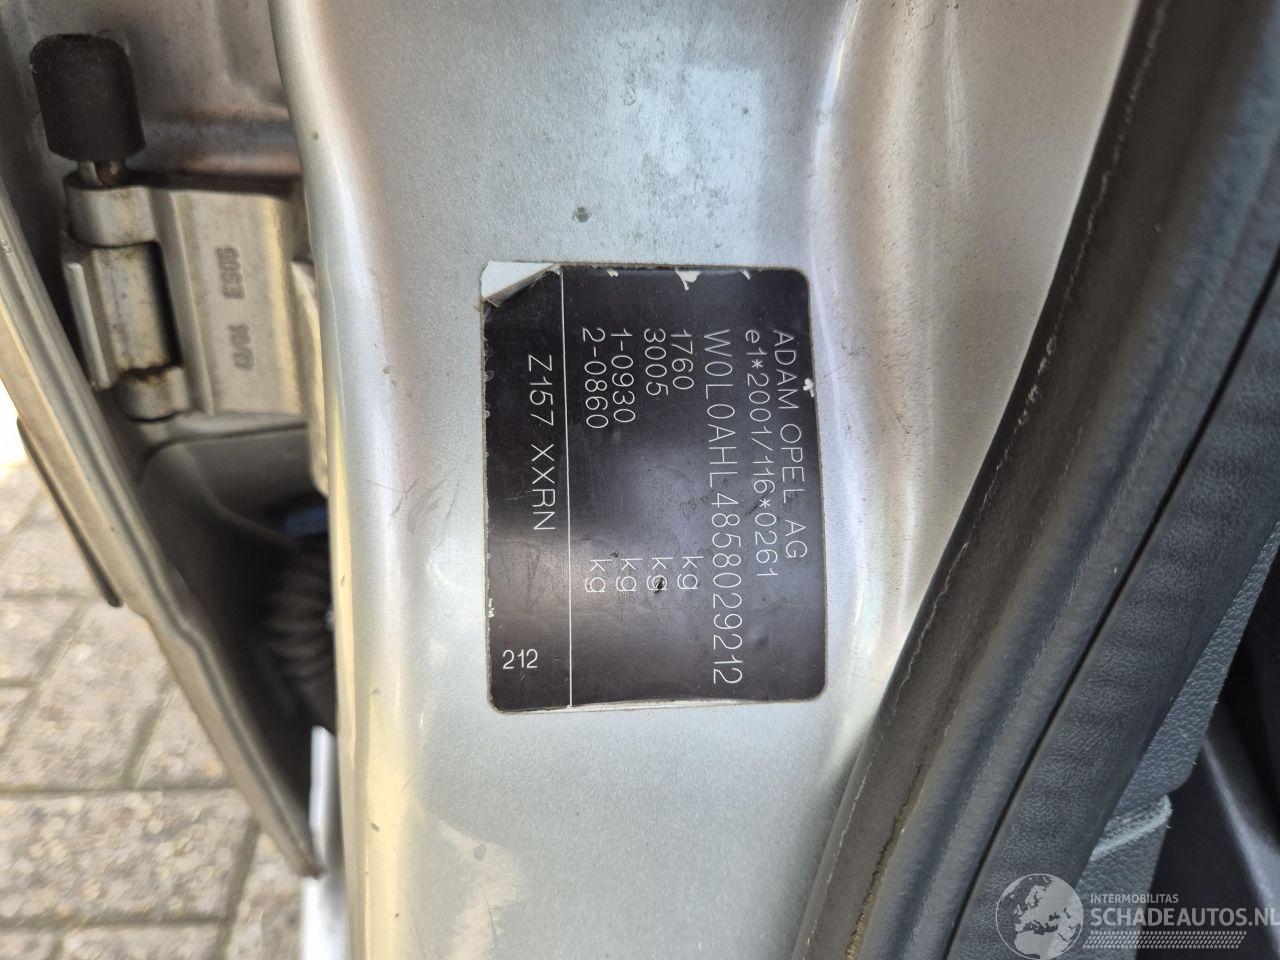 ADAM OPEL AG
e1*2001/116*0261
W0L0AHL4858029212
1760 kg
3005 kg
1-0930 kg
2-0860 kg
Z157 XXRN
212
INTERMOBILITAS
SCHADEAUTOS.NL